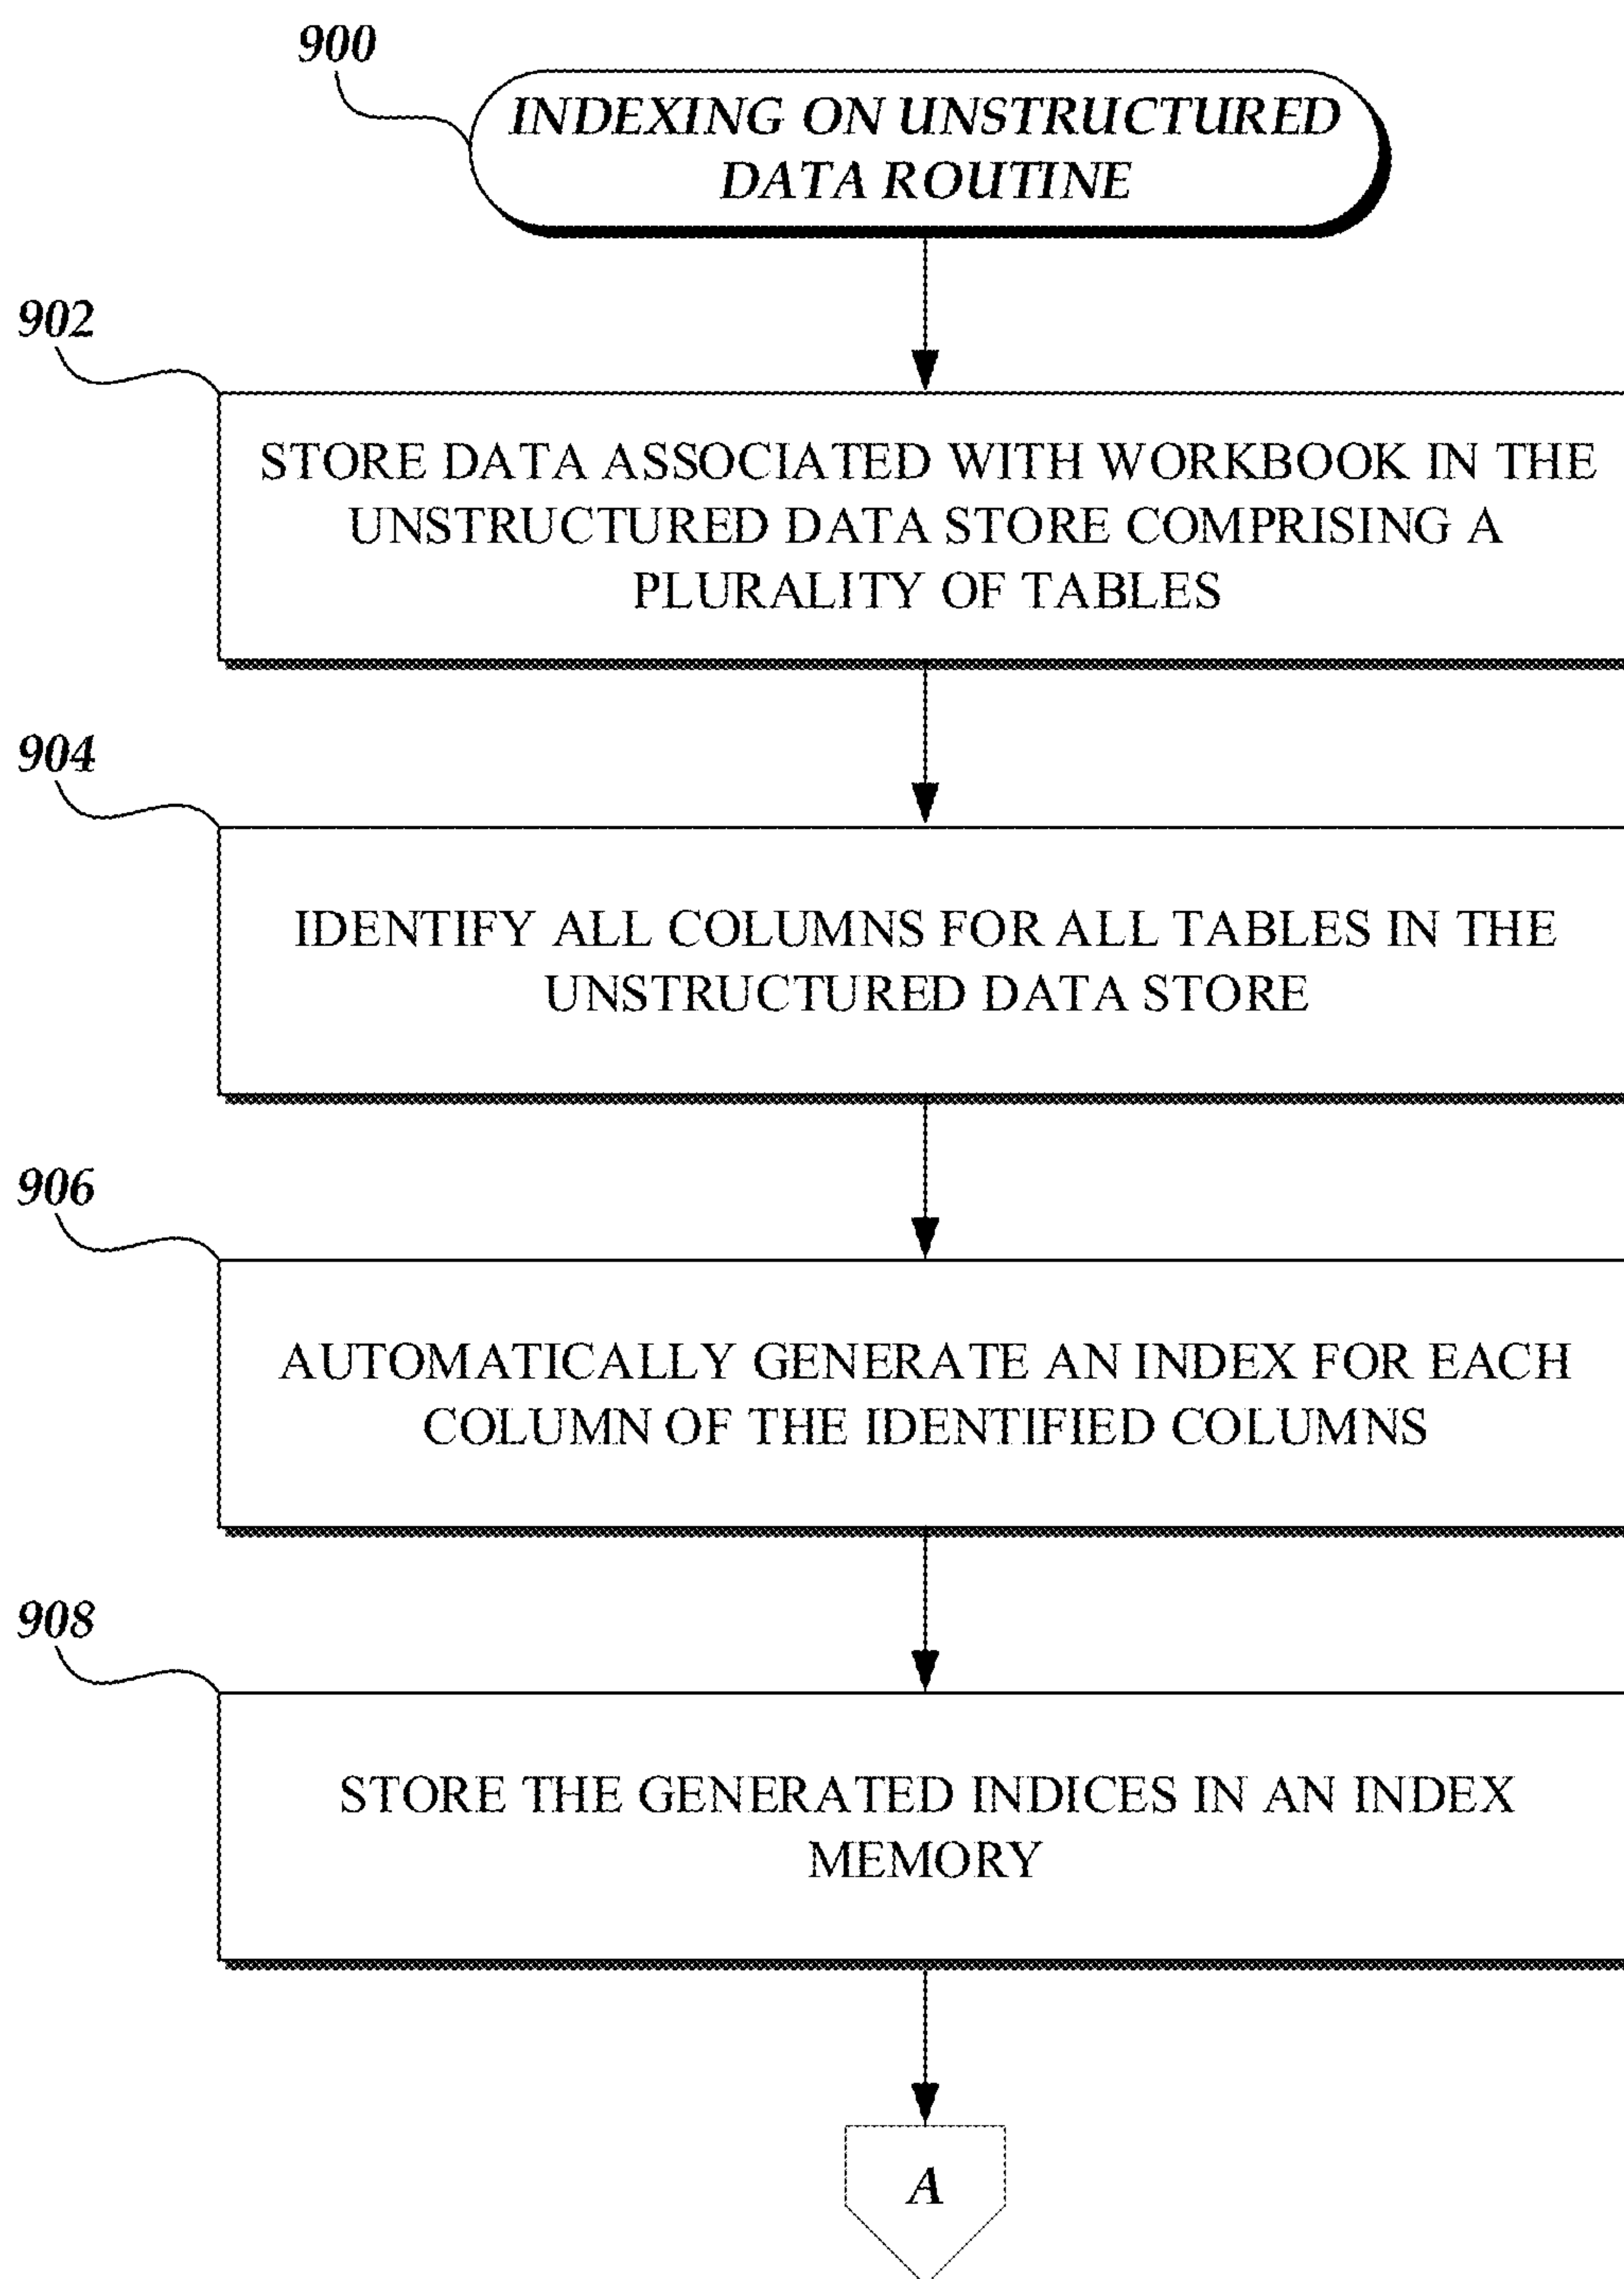 900
INDEXING ON UNSTRUCTURED
DATA ROUTINE
902
STORE DATA ASSOCIATED WITH WORKBOOK IN THE
UNSTRUCTURED DATA STORE COMPRISING A
PLURALITY OF TABLES
904
IDENTIFY ALL COLUMNS FOR ALL TABLES IN THE
UNSTRUCTURED DATA STORE
906
AUTOMATICALLY GENERATE AN INDEX FOR EACH
COLUMN OF THE IDENTIFIED COLUMNS
908
STORE THE GENERATED INDICES IN AN INDEX
MEMORY
A